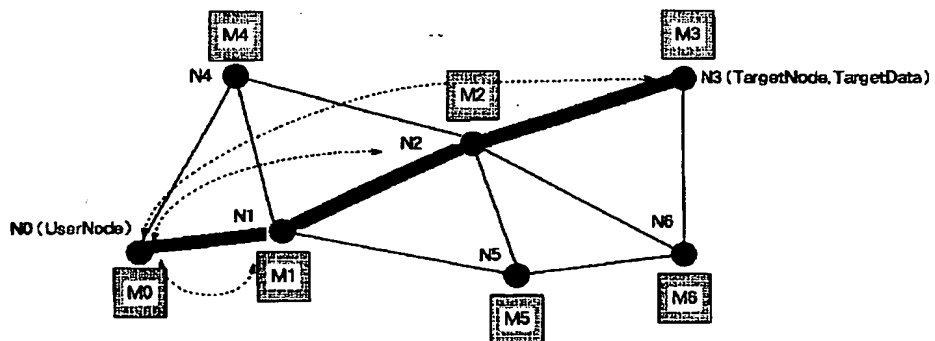 M4
M3
N4
N3 (TargetNode, TargetData)
M2
N2
N0 (UserNode)
N1
N6
N5
M0
M1
M5
M6